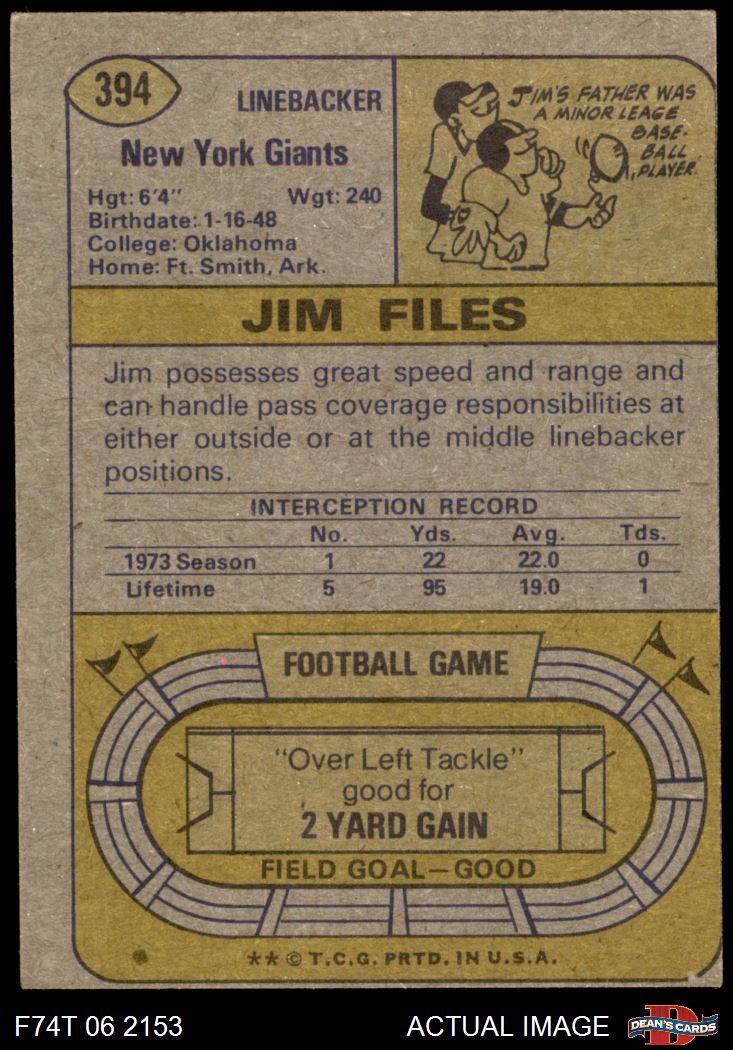 394
LINEBACKER
New York Giants
Hgt: 6'4" Wgt: 240
Birthdate: 1-16-48
College: Oklahoma
Home: Ft. Smith, Ark.
JIM'S FATHER WAS
A MINOR LEAGE
BASE-
BALL
PLAYER.
JIM FILES
Jim possesses great speed and range and
can handle pass coverage responsibilities at
either outside or at the middle linebacker
positions.
INTERCEPTION RECORD
No. Yds. Avg. Tds.
1973 Season 1 22 22.0 0
Lifetime 5 95 19.0 1
FOOTBALL GAME
"Over Left Tackle"
good for
2 YARD GAIN
FIELD GOAL—GOOD
** © T.C.G. PRTD. IN U.S.A.
F74T 06 2153 ACTUAL IMAGE D DEAN'S CARDS